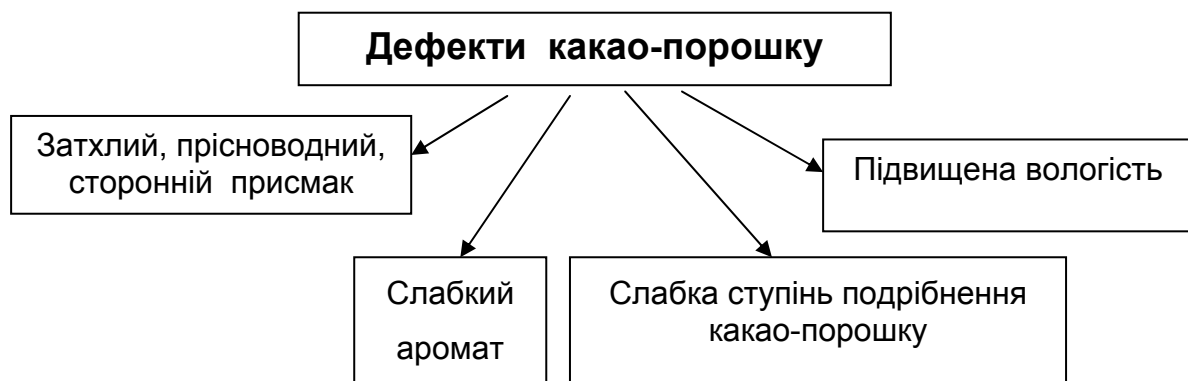 Дефекти какао-порошку
Затхлий, прісноводний,
сторонній присмак
Підвищена вологість
Слабкий
аромат
Слабка ступінь подрібнення
какао-порошку